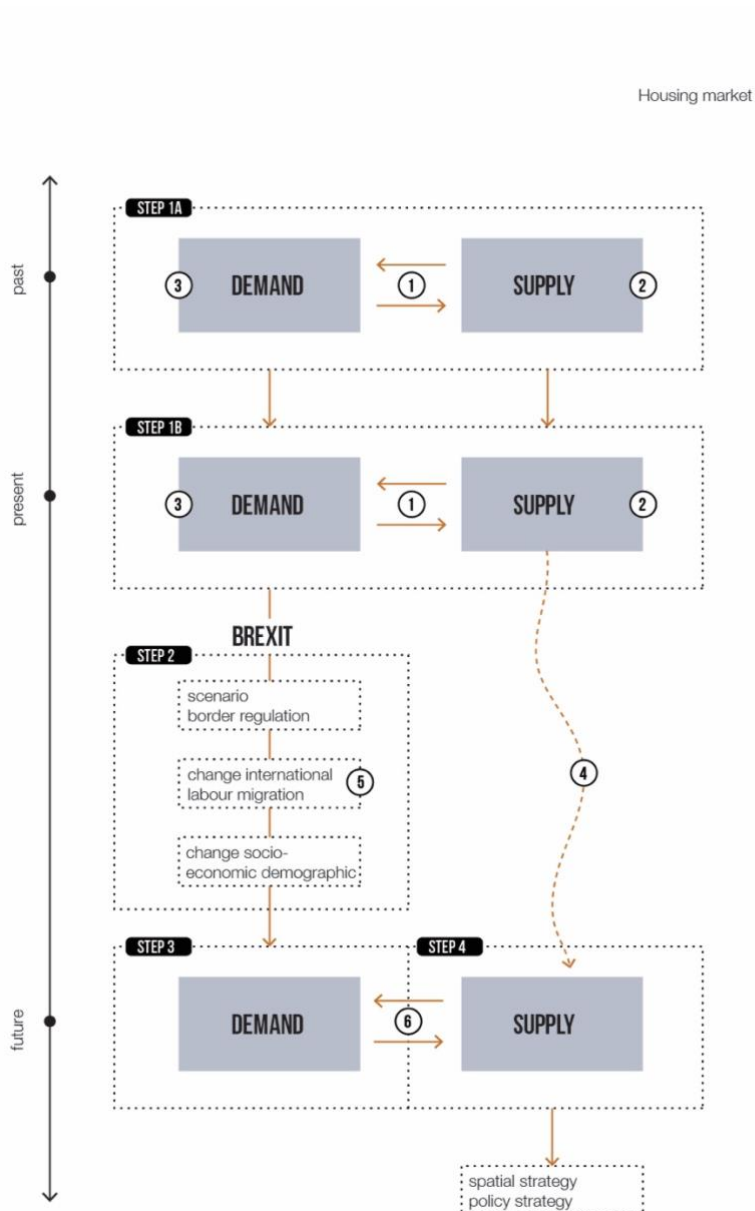 Housing market
STEP 1A
past
3 DEMAND 1 SUPPLY 2
STEP 1B
present
3 DEMAND 1 SUPPLY 2
BREXIT
STEP 2
scenario
border regulation
change international
labour migration
5
4
change socio-
economic demographic
STEP 3 STEP 4
future
DEMAND 6 SUPPLY
spatial strategy
policy strategy